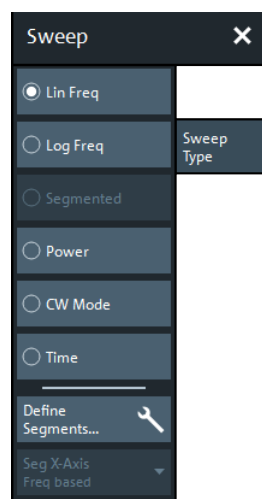 Sweep
Lin Freq
Log Freq
Sweep
Type
Segmented
Power
CW Mode
Time
Define
Segments...
Seg X-Axis
Freq based